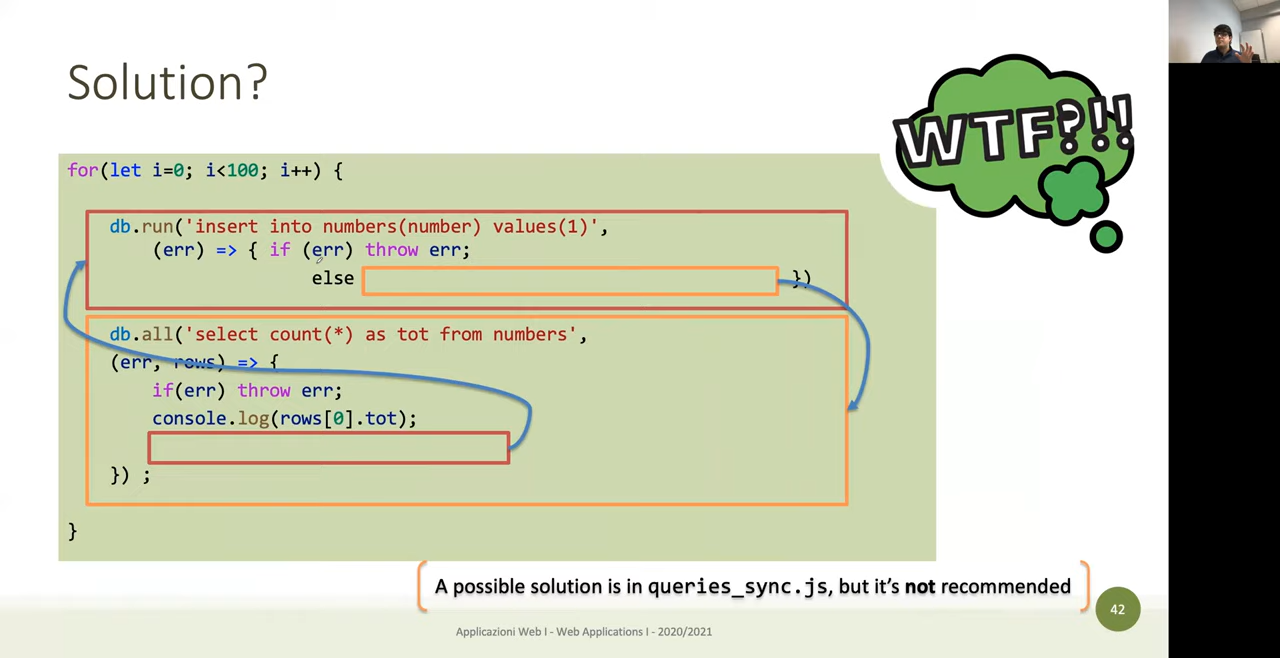 Solution?
WTF?!!
for(let i=0; i<100; i++) {
db.run('insert into numbers(number) values(1)',
(err) => { if (err) throw err;
else })
db.all('select count(*) as tot from numbers',
(err, rows) => {
if(err) throw err;
console.log(rows[0].tot);
}) ;
}
A possible solution is in queries_sync.js, but it's not recommended
42
Applicazioni Web I - Web Applications I - 2020/2021